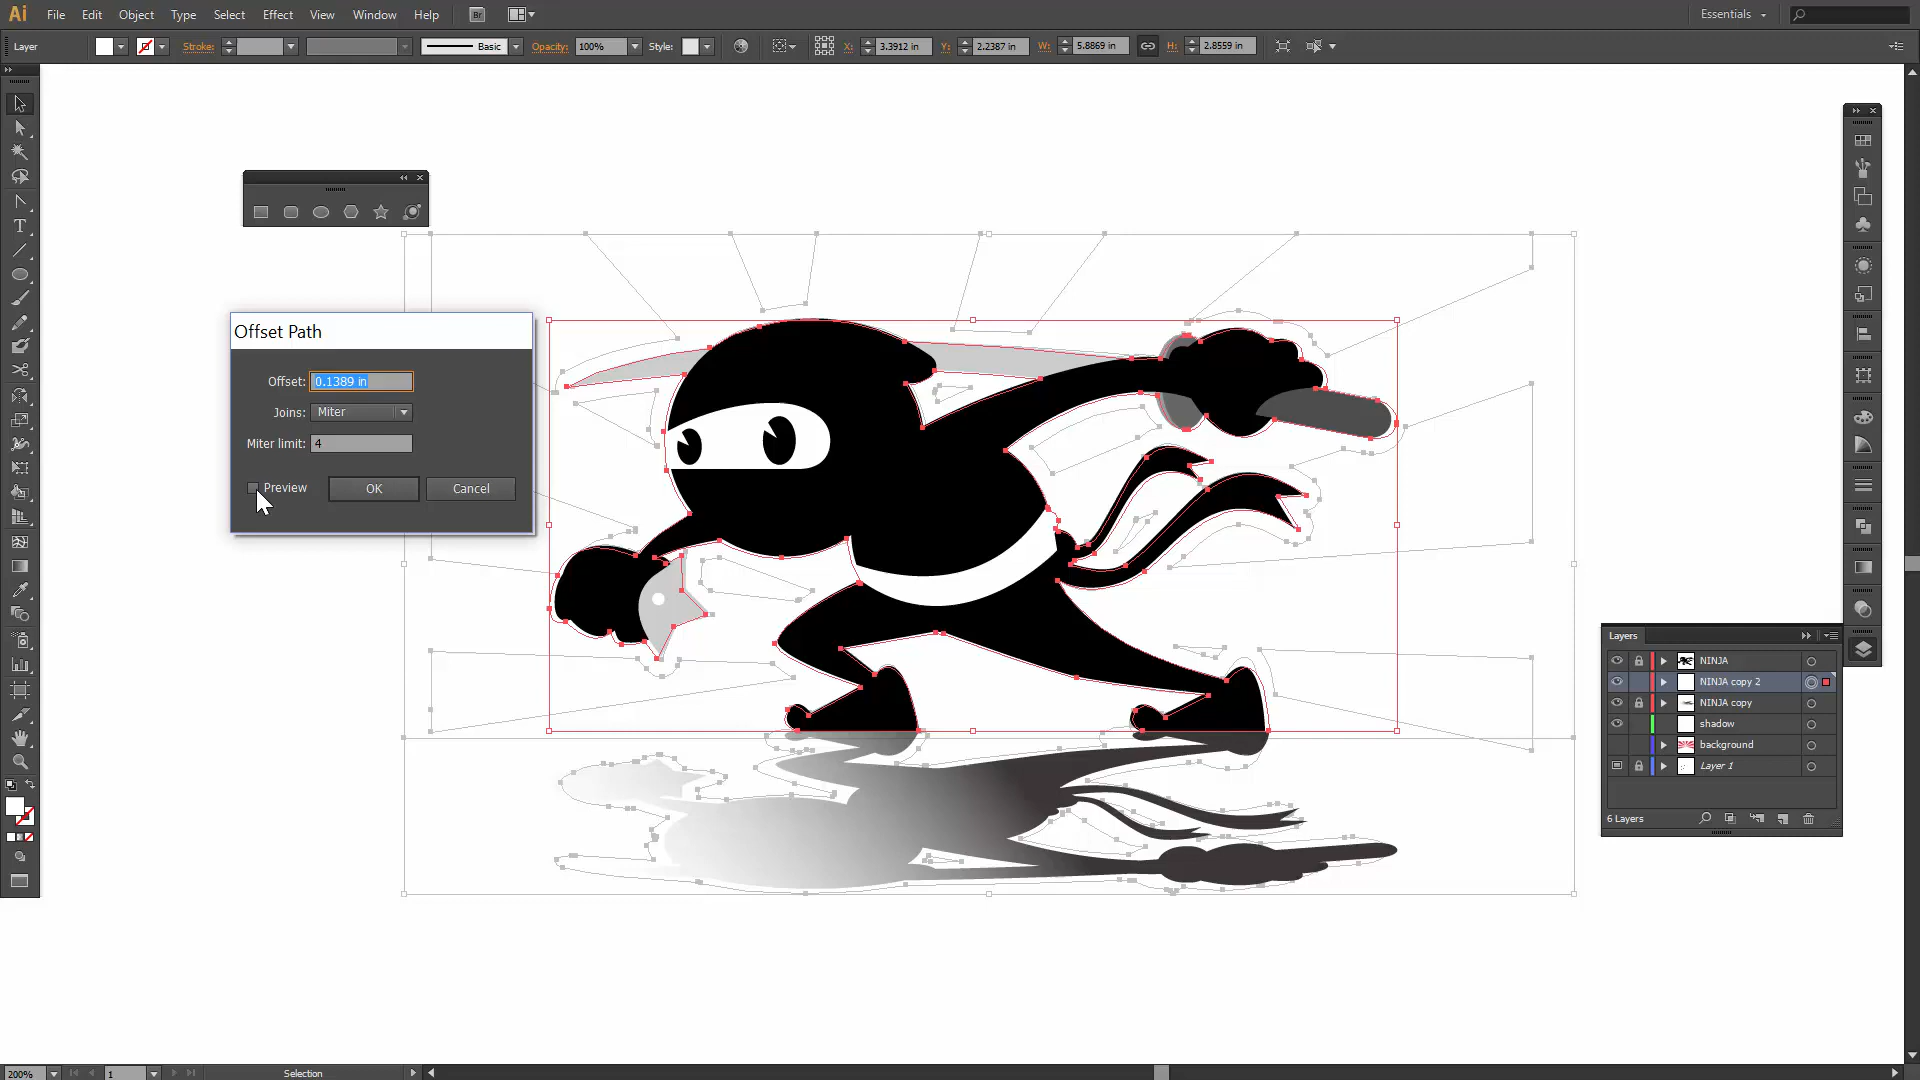 Ai File Edit Object Type Select Effect View Window Help Br Essentials
Layer Stroke: Basic Opacity: 100% Style: X: 3.3912 in Y: 2.2387 in W: 5.8869 in H: 2.8559 in
Offset Path
Offset: 0.1389 in
Joins: Miter
Miter limit: 4
Preview OK Cancel
Layers
NINJA
NINJA copy 2
NINJA copy
shadow
background
Layer 1
6 Layers
200% 1 Selection